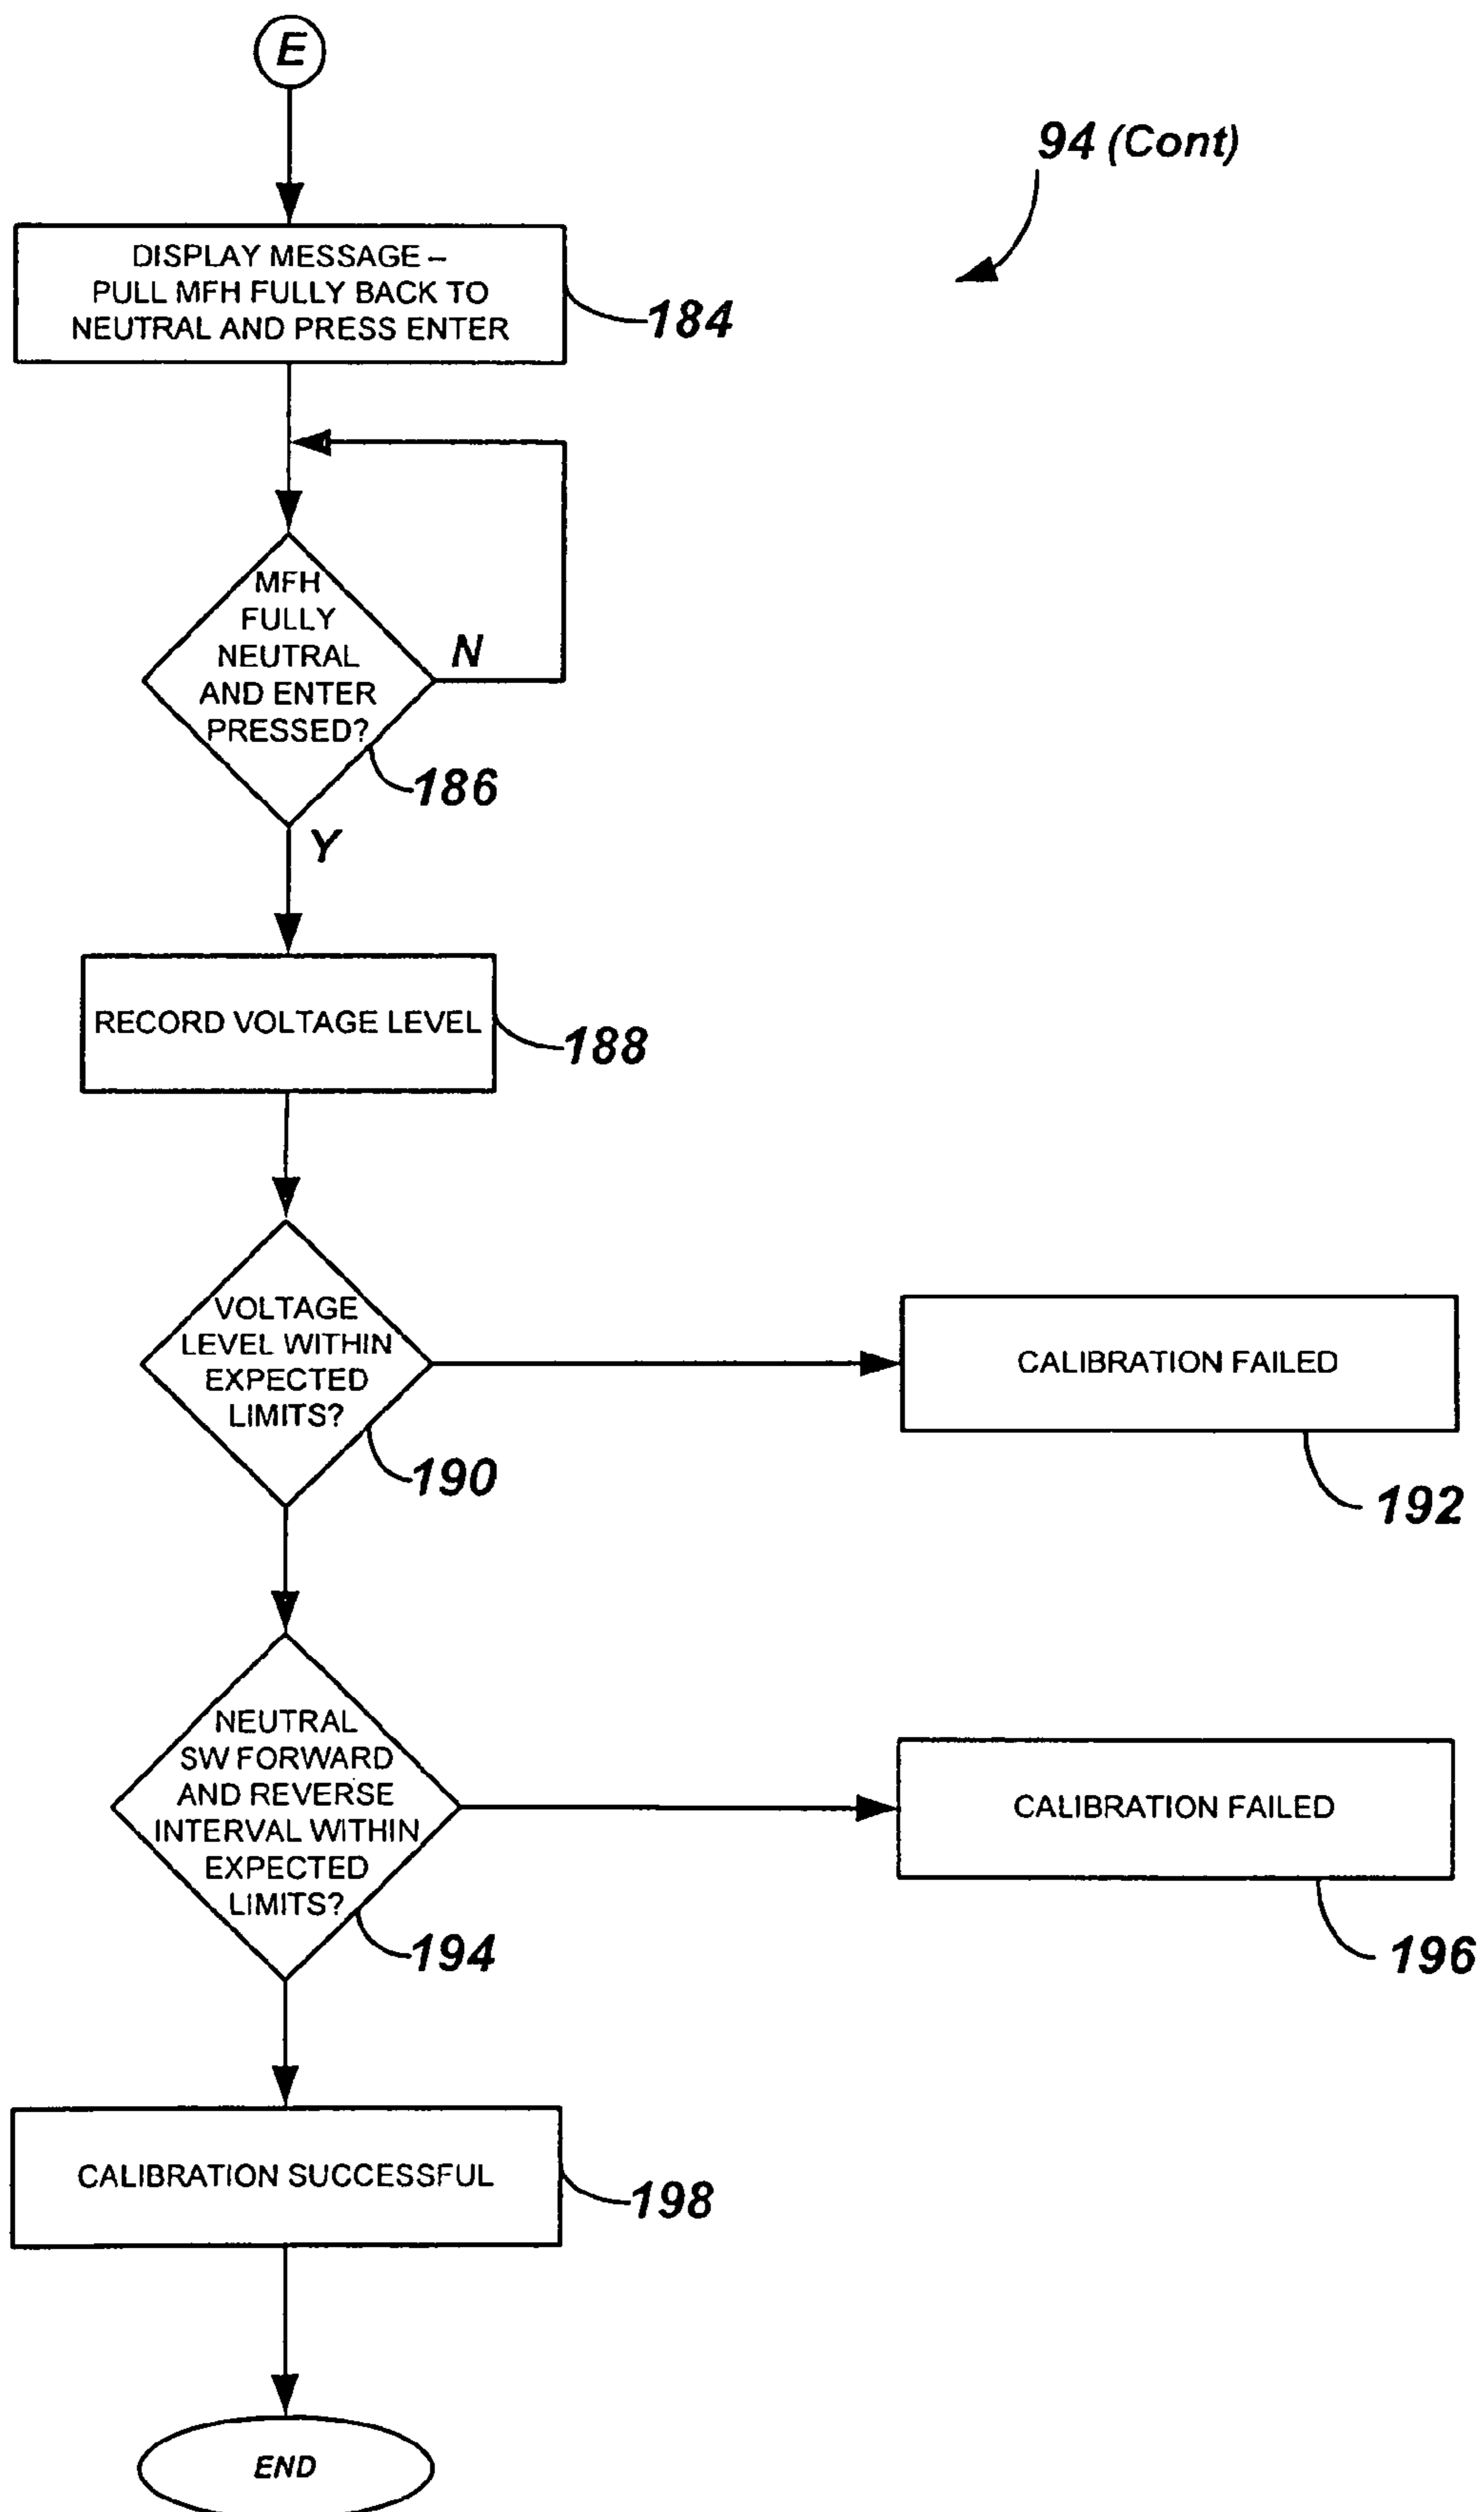 E
94 (Cont)
DISPLAY MESSAGE –
PULL MFH FULLY BACK TO
NEUTRAL AND PRESS ENTER
184
MFH
FULLY
NEUTRAL
AND ENTER
PRESSED?
N
186
Y
RECORD VOLTAGE LEVEL
188
VOLTAGE
LEVEL WITHIN
EXPECTED
LIMITS?
190
CALIBRATION FAILED
192
NEUTRAL
SW FORWARD
AND REVERSE
INTERVAL WITHIN
EXPECTED
LIMITS?
194
CALIBRATION FAILED
196
CALIBRATION SUCCESSFUL
198
END